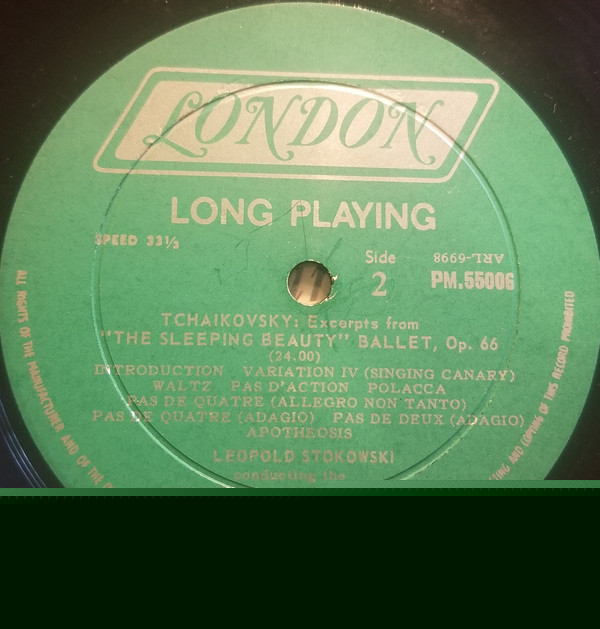 LONDON
LONG PLAYING
SPEED 33⅓
Side 2
ARL-6998
PM.55006
TCHAIKOVSKY: Excerpts from
"THE SLEEPING BEAUTY" BALLET, Op. 66
(24.00)
INTRODUCTION VARIATION IV (SINGING CANARY)
WALTZ PAS D'ACTION POLACCA
PAS DE QUATRE (ALLEGRO NON TANTO)
PAS DE QUATRE (ADAGIO) PAS DE DEUX (ADAGIO)
APOTHEOSIS
LEOPOLD STOKOWSKI
conducting the
ALL RIGHTS OF THE MANUFACTURER AND OF THE
AND COPYING OF THIS RECORD PROHIBITED